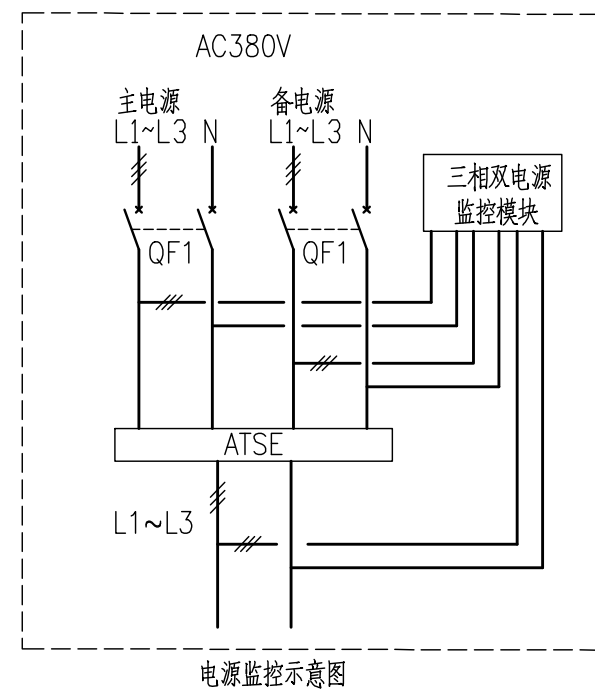 AC380V
主电源 备电源
L1~L3 N L1~L3 N
三相双电源
监控模块
QF1 QF1
ATSE
L1~L3
电源监控示意图